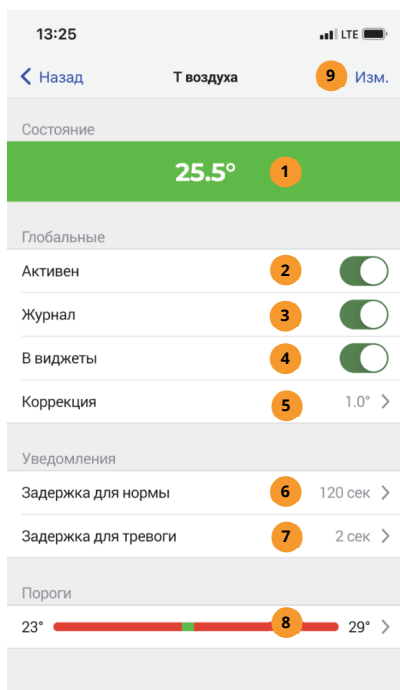 13:25 LTE
Назад Т воздуха 9 Изм.
Состояние
25.5° 1
Глобальные
Активен 2
Журнал 3
В виджеты 4
Коррекция 5 1.0°
Уведомления
Задержка для нормы 6 120 сек
Задержка для тревоги 7 2 сек
Пороги
23° 8 29°